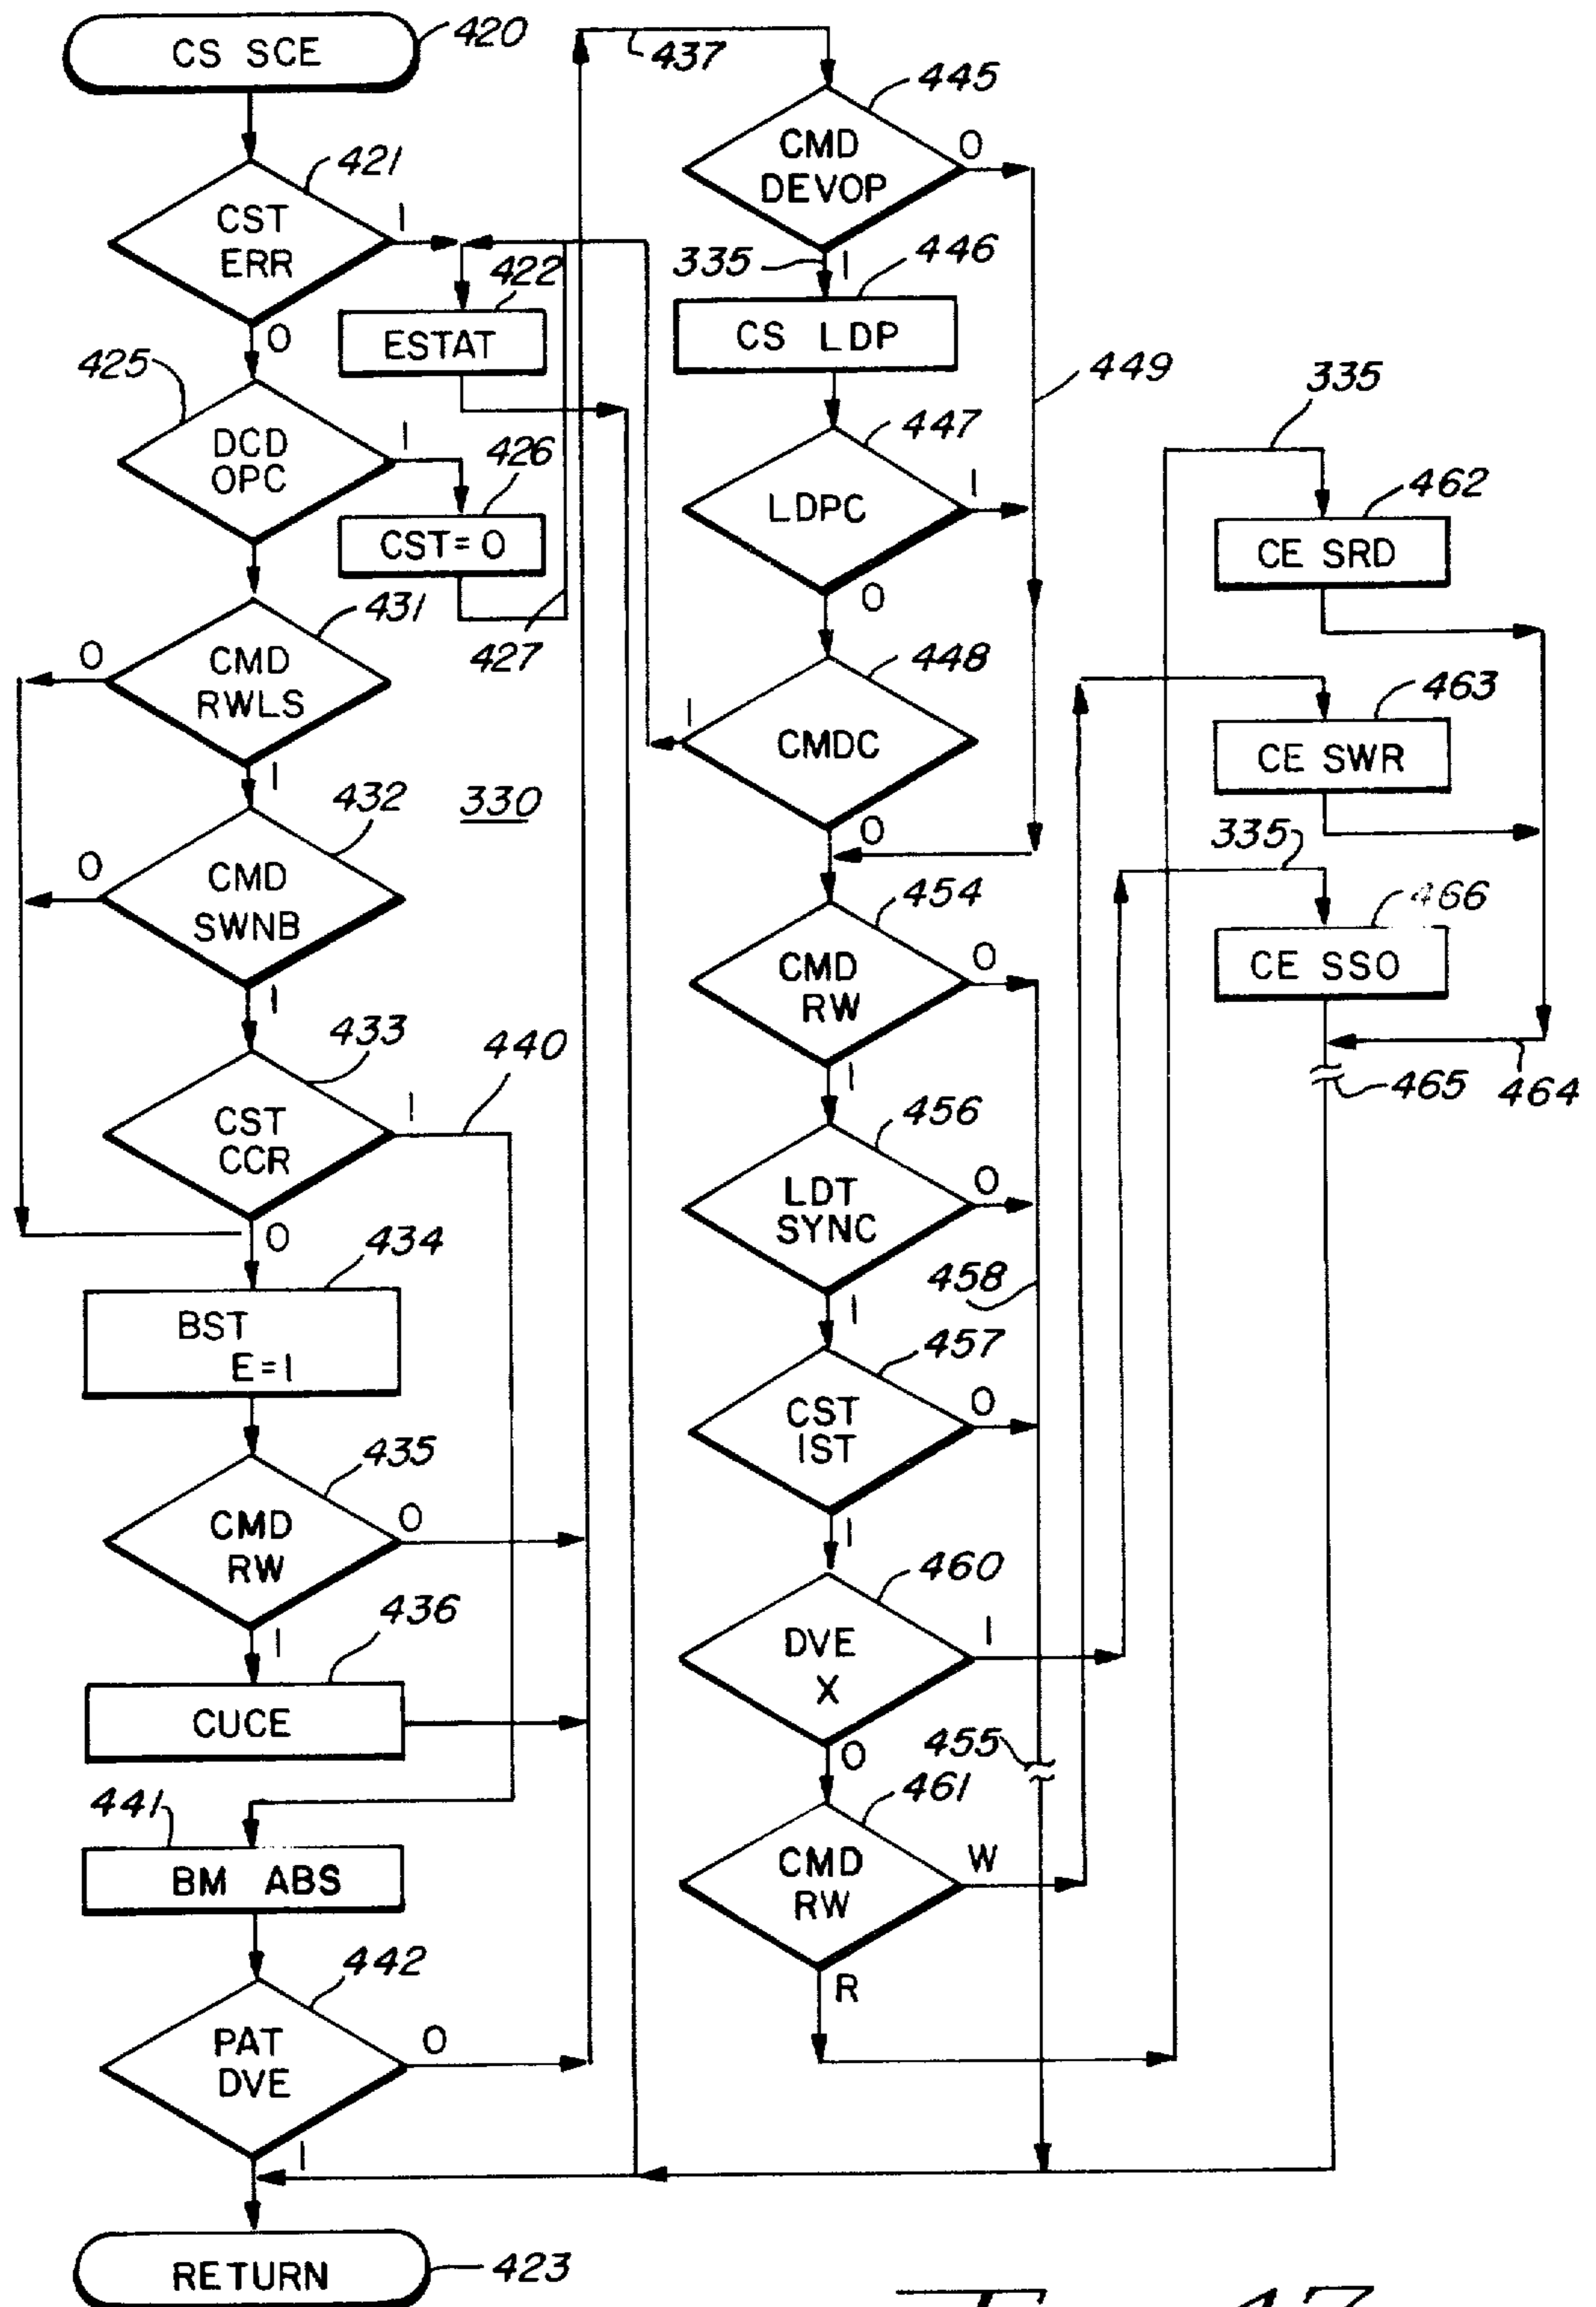 CS SCE
420
437
445
CMD
DEVOP
0
1
421
CST
ERR
1
0
422
ESTAT
335
446
CS LDP
449
425
DCD
OPC
1
426
CST=0
427
447
LDPC
1
0
335
462
CE SRD
431
CMD
RWLS
0
1
448
CMDC
1
0
463
CE SWR
330
432
CMD
SWNB
0
1
335
466
CE SSO
454
CMD
RW
0
1
433
CST
CCR
1
0
440
464
465
456
LDT
SYNC
0
1
458
434
BST
E=1
457
CST
IST
0
1
435
CMD
RW
0
1
436
CUCE
460
DVE
X
1
0
455
461
CMD
RW
W
R
441
BM ABS
442
PAT
DVE
0
1
RETURN
423